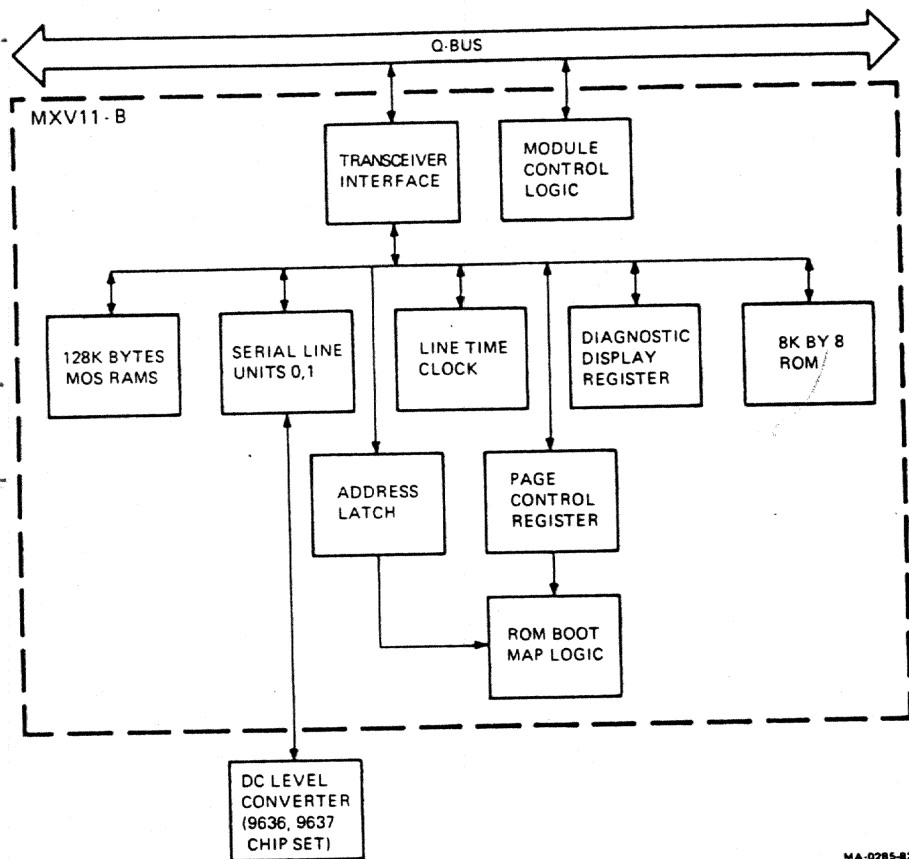 Q-BUS
MXV11-B
TRANSCEIVER
INTERFACE
MODULE
CONTROL
LOGIC
128K BYTES
MOS RAMS
SERIAL LINE
UNITS 0,1
LINE TIME
CLOCK
DIAGNOSTIC
DISPLAY
REGISTER
8K BY 8
ROM
ADDRESS
LATCH
PAGE
CONTROL
REGISTER
ROM BOOT
MAP LOGIC
DC LEVEL
CONVERTER
(9636, 9637
CHIP SET)